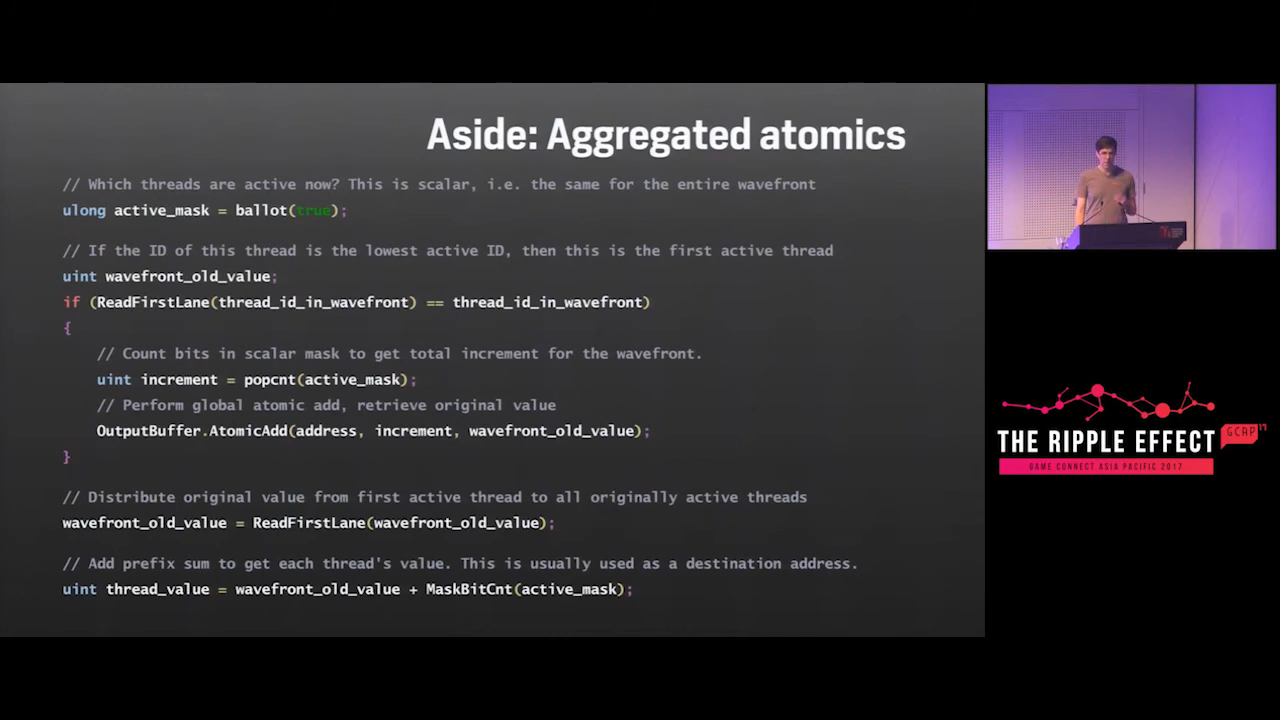 Aside: Aggregated atomics
// Which threads are active now? This is scalar, i.e. the same for the entire wavefront
ulong active_mask = ballot(true);
// If the ID of this thread is the lowest active ID, then this is the first active thread
uint wavefront_old_value;
if (ReadFirstLane(thread_id_in_wavefront) == thread_id_in_wavefront)
{
// Count bits in scalar mask to get total increment for the wavefront.
uint increment = popcnt(active_mask);
// Perform global atomic add, retrieve original value
OutputBuffer.AtomicAdd(address, increment, wavefront_old_value);
}
// Distribute original value from first active thread to all originally active threads
wavefront_old_value = ReadFirstLane(wavefront_old_value);
// Add prefix sum to get each thread's value. This is usually used as a destination address.
uint thread_value = wavefront_old_value + MaskBitCnt(active_mask);
THE RIPPLE EFFECT
GCAP 17
GAME CONNECT ASIA PACIFIC 2017